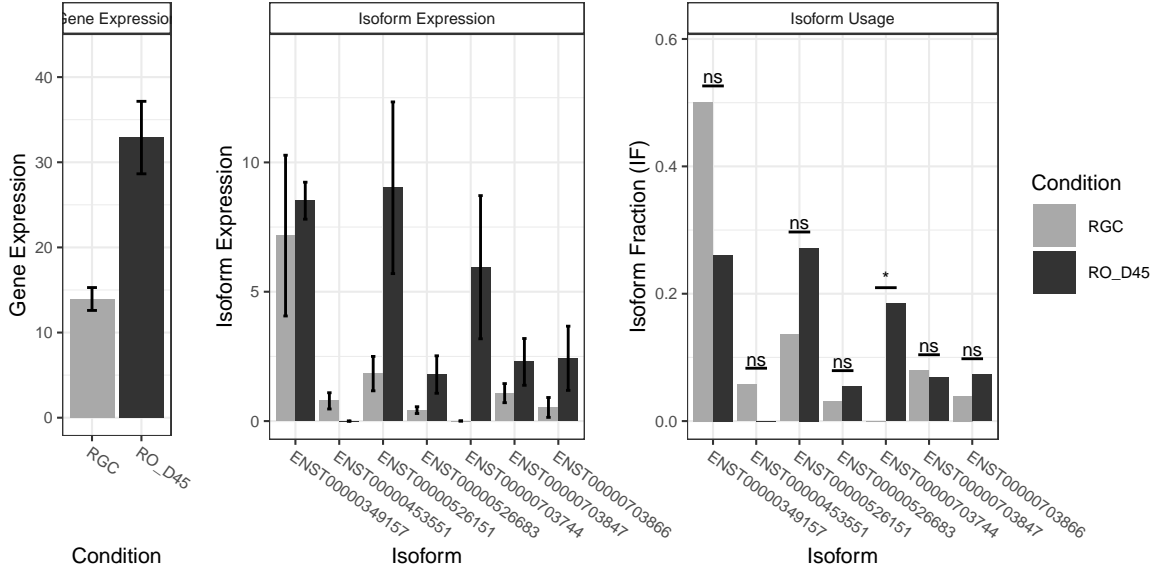 Gene Expression
Isoform Expression
Isoform Usage
Gene Expression
40
30
20
10
0
RGC
RO_D45
Condition
Isoform Expression
10
5
0
ENST00000349157
ENST00000453551
ENST00000526151
ENST00000526683
ENST00000703744
ENST00000703847
ENST00000703866
Isoform
Isoform Fraction (IF)
0.6
0.4
0.2
0.0
ns
ns
ns
ns
*
ns
ns
ENST00000349157
ENST00000453551
ENST00000526151
ENST00000526683
ENST00000703744
ENST00000703847
ENST00000703866
Isoform
Condition
RGC
RO_D45